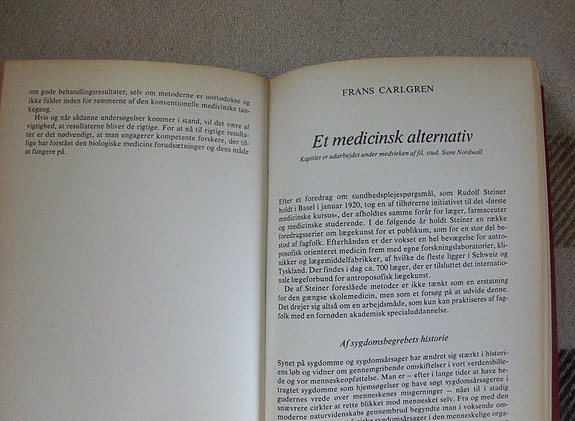 om gode behandlingsresultater, selv om metoderne er uortodokse og
ikke falder inden for rammerne af den konventionelle medicinske tan-
kegang.
Hvis og når sådanne undersøgelser kommer i stand, vil det være af
vigtighed, at resultaterne bliver de rigtige. For at nå til rigtige resulta-
ter er det nødvendigt, at man engagerer kompetente forskere, der til-
lige har forstået den biologiske medicins forudsætninger og dens måde
at fungere på.
FRANS CARLGREN
Et medicinsk alternativ
Kapitlet er udarbejdet under medvirken af fil. stud. Sune Nordwall
Efter et foredrag om sundhedsplejespørgsmål, som Rudolf Steiner
holdt i Basel i januar 1920, tog en af tilhørerne initiativet til det »første
medicinske kursus«, der afholdtes samme forår for læger, farmaceuter
og medicinske studerende. I de følgende år holdt Steiner en række
foredragsserier om lægekunst for et publikum, som for en stor del be-
stod af fagfolk. Efterhånden er der vokset en hel bevægelse for antro-
posofisk orienteret medicin frem med egne forskningslaboratorier, kli-
nikker og lægemiddelfabrikker, af hvilke de fleste ligger i Schweiz og
Tyskland. Der findes i dag ca. 700 læger, der er tilsluttet det internatio-
nale lægeforbund for antroposofisk lægekunst.
De af Steiner foreslåede metoder er ikke tænkt som en erstatning
for den gængse skolemedicin, men som et forsøg på at udvide denne.
Det drejer sig altså om en arbejdsmåde, som kun kan praktiseres af fag-
folk med en fornøden akademisk specialuddannelse.
Af sygdomsbegrebets historie
Synet på sygdomme og sygdomsårsager har ændret sig stærkt i histori-
ens løb og vidner om gennemgribende omskiftelser i vort verdensbille-
de og vor menneskeopfattelse. Man er – efter i lange tider at have be-
tragtet sygdomme som hjemsøgelser og have søgt sygdomsårsagerne i
gudernes vrede over menneskenes misgerninger – nået til i stadig
snævrere cirkler at rette blikket mod mennesket selv. Fra og med den
moderne naturvidenskabs gennembrud begyndte man i voksende om-
sygdomsårsager i den menneskelige orga-